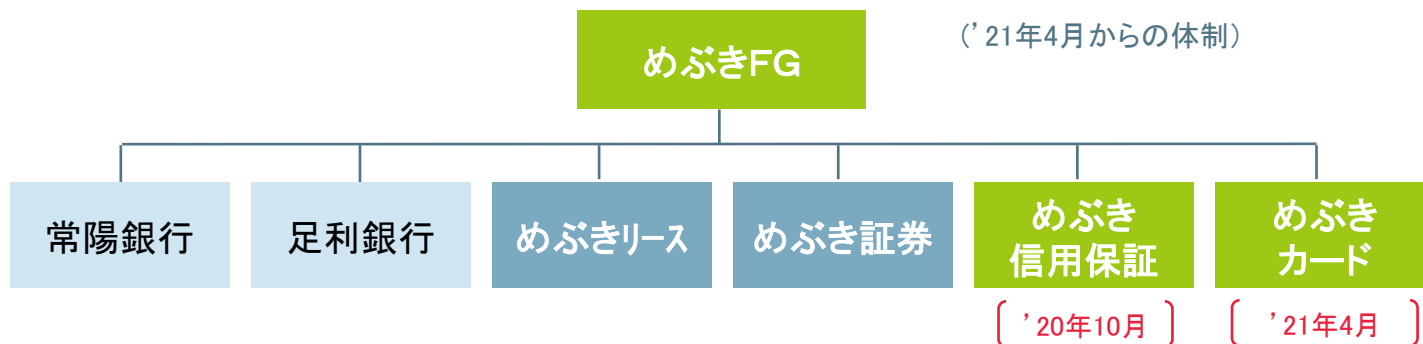 めぶきFG
(’21年4月からの体制)
常陽銀行
足利銀行
めぶきリース
めぶき証券
めぶき
信用保証
めぶき
カード
’20年10月
’21年4月